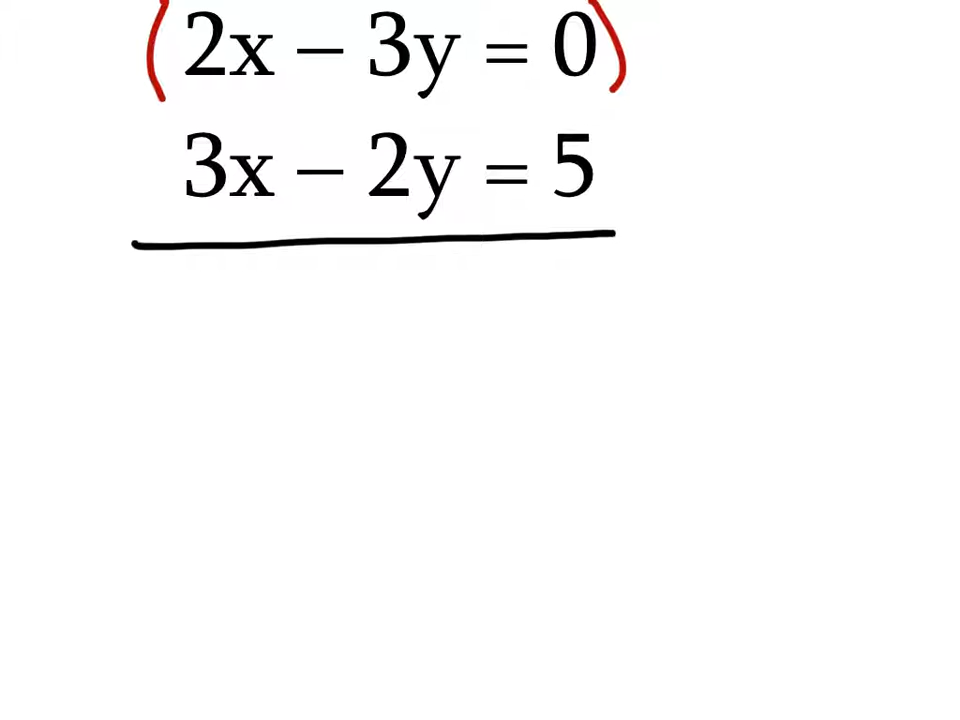 (2x – 3y = 0)
3x – 2y = 5